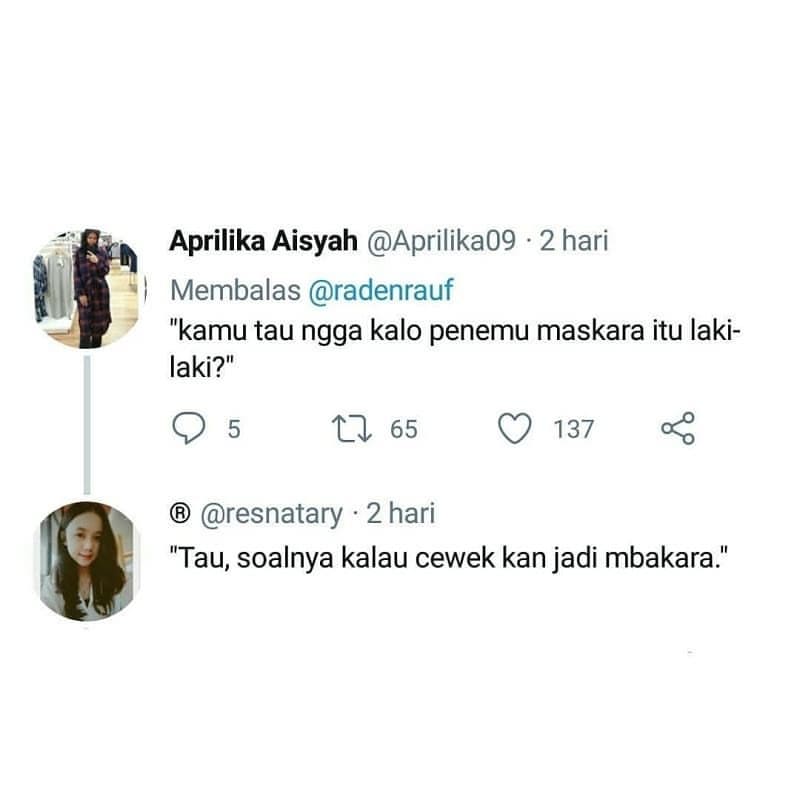 Aprilika Aisyah @Aprilika09 · 2 hari
Membalas @radenrauf
"kamu tau ngga kalo penemu maskara itu laki-
laki?"
5 65 137
® @resnatary · 2 hari
"Tau, soalnya kalau cewek kan jadi mbakara."